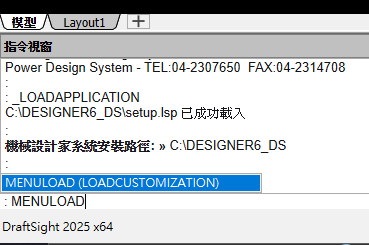 模型 Layout1
指令視窗
Power Design System - TEL:04-2307650 FAX:04-2314708
:
: _LOADAPPLICATION
C:\DESIGNER6_DS\setup.lsp 已成功載入
:
機械設計家系統安裝路徑: » C:\DESIGNER6_DS
:
MENULOAD (LOADCUSTOMIZATION)
: MENULOAD
DraftSight 2025 x64